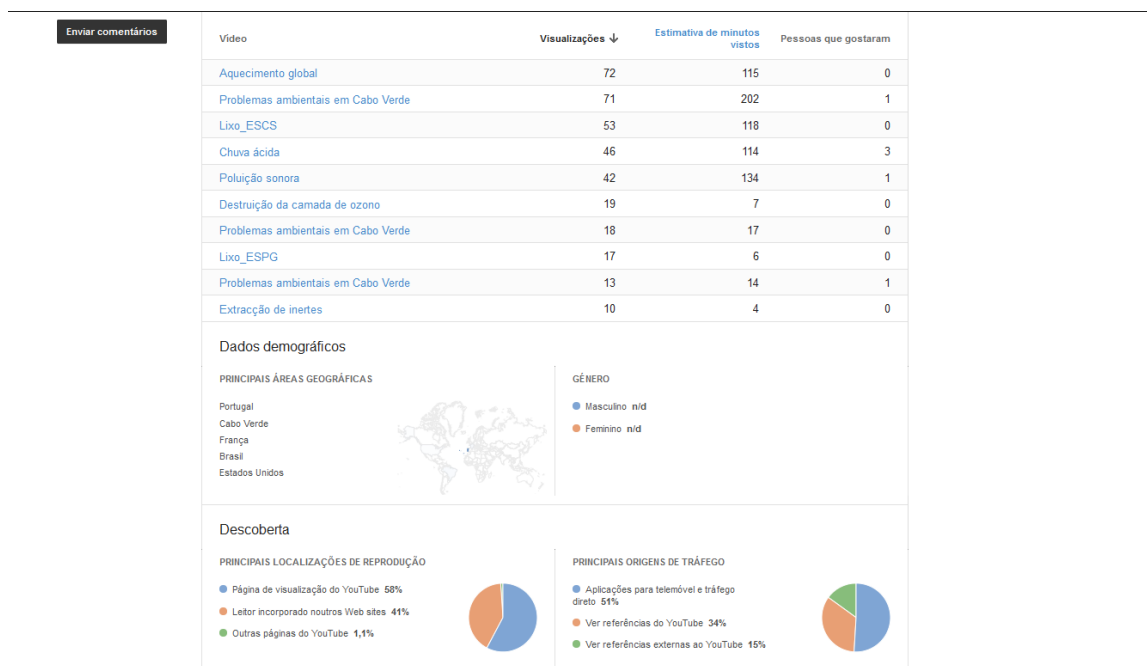 Enviar comentários
Vídeo Visualizações ↓ Estimativa de minutos vistos Pessoas que gostaram
Aquecimento global 72 115 0
Problemas ambientais em Cabo Verde 71 202 1
Lixo_ESCS 53 118 0
Chuva ácida 46 114 3
Poluição sonora 42 134 1
Destruição da camada de ozono 19 7 0
Problemas ambientais em Cabo Verde 18 17 0
Lixo_ESPG 17 6 0
Problemas ambientais em Cabo Verde 13 14 1
Extracção de inertes 10 4 0
Dados demográficos
PRINCIPAIS ÁREAS GEOGRÁFICAS
Portugal
Cabo Verde
França
Brasil
Estados Unidos
GÉNERO
Masculino n/d
Feminino n/d
Descoberta
PRINCIPAIS LOCALIZAÇÕES DE REPRODUÇÃO
Página de visualização do YouTube 58%
Leitor incorporado noutros Web sites 41%
Outras páginas do YouTube 1,1%
PRINCIPAIS ORIGENS DE TRÁFEGO
Aplicações para telemóvel e tráfego
direto 51%
Ver referências do YouTube 34%
Ver referências externas ao YouTube 15%